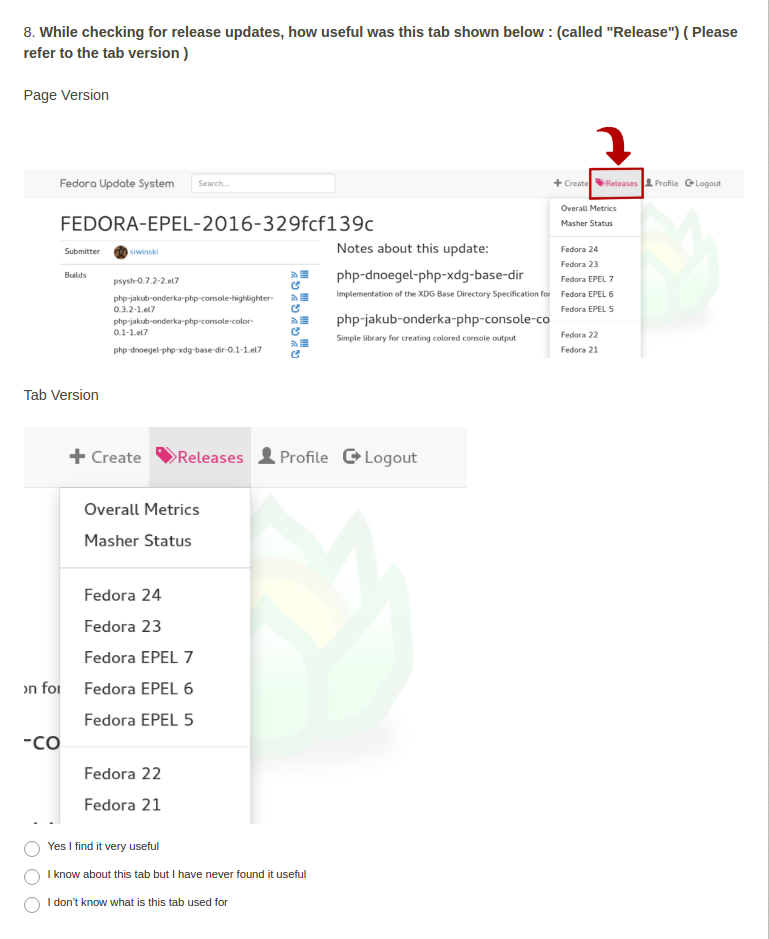 8. While checking for release updates, how useful was this tab shown below : (called "Release") ( Please
refer to the tab version )
Page Version
Fedora Update System
Search...
Create
Releases
Profile
Logout
Overall Metrics
Masher Status
Fedora 24
Fedora 23
Fedora EPEL 7
Fedora EPEL 6
Fedora EPEL 5
Fedora 22
Fedora 21
FEDORA-EPEL-2016-329fcf139c
Submitter
siwinski
Builds
psysh-0.7.2-2.el7
php-jakub-onderka-php-console-highlighter-
0.3.2-1.el7
php-jakub-onderka-php-console-color-
0.1-1.el7
php-dnoegel-php-xdg-base-dir-0.1-1.el7
Notes about this update:
php-dnoegel-php-xdg-base-dir
Implementation of the XDG Base Directory Specification for
php-jakub-onderka-php-console-co
Simple library for creating colored console output
Tab Version
Create
Releases
Profile
Logout
Overall Metrics
Masher Status
Fedora 24
Fedora 23
Fedora EPEL 7
on for
Fedora EPEL 6
Fedora EPEL 5
-co
Fedora 22
Fedora 21
Yes I find it very useful
I know about this tab but I have never found it useful
I don't know what is this tab used for